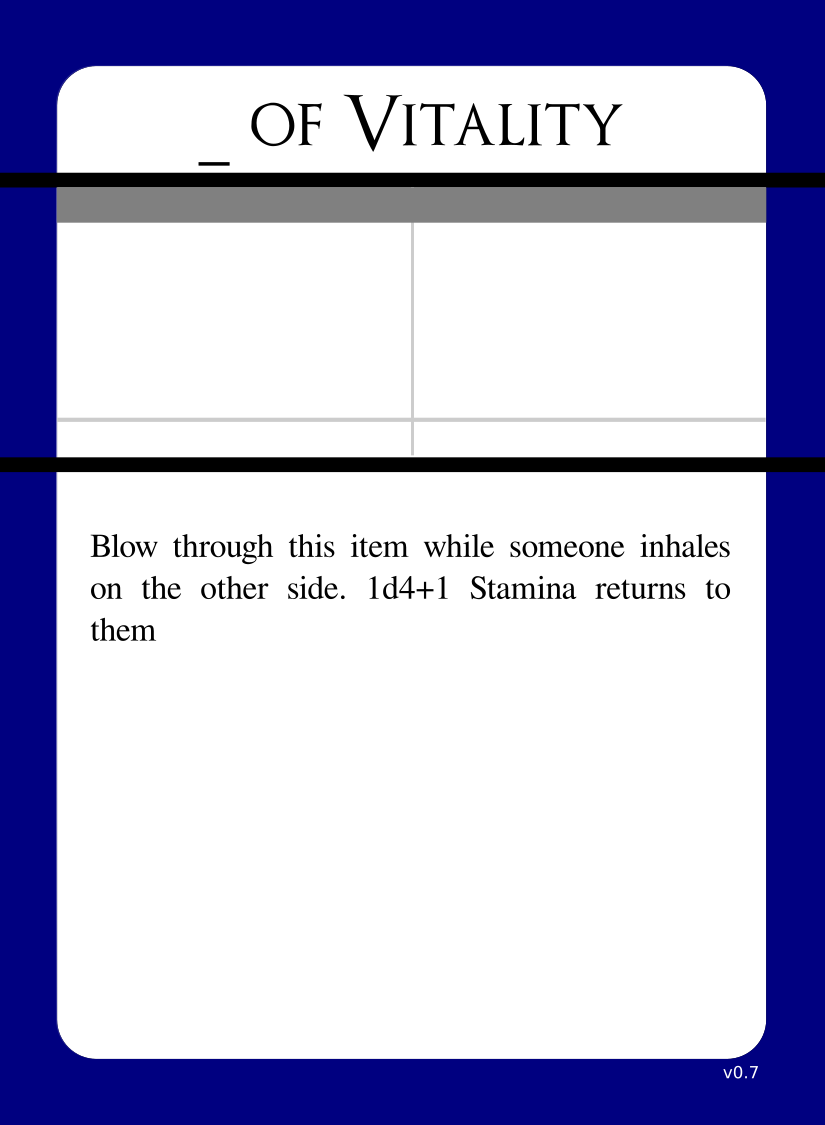 _ of Vitality
Blow through this item while someone inhales
on the other side. 1d4+1 Stamina returns to
them
v0.7